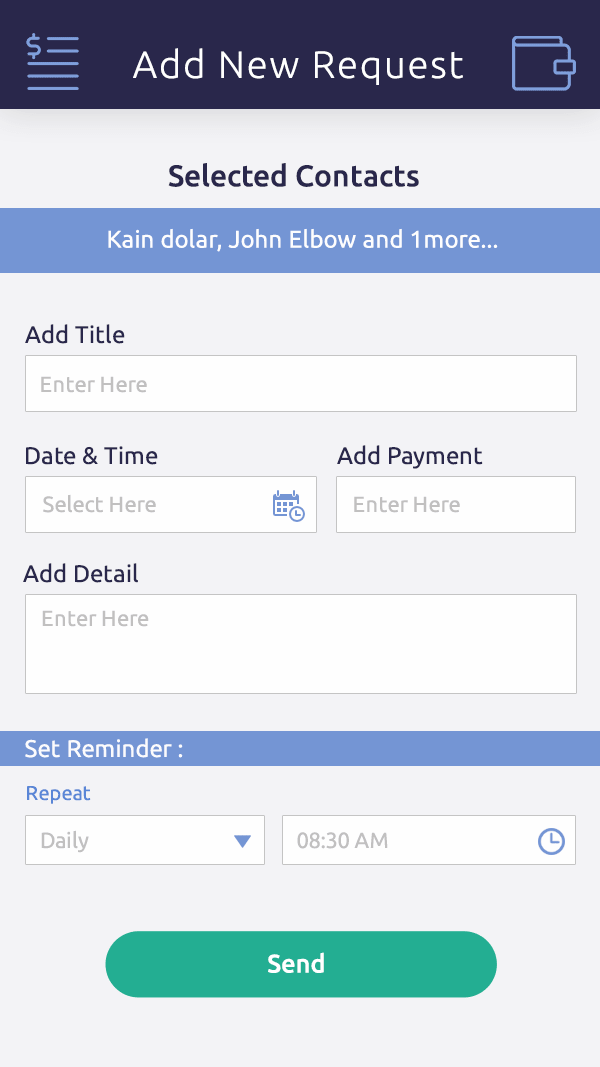 Add New Request
Selected Contacts
Kain dolar, John Elbow and 1more...
Add Title
Enter Here
Date & Time
Add Payment
Select Here
Enter Here
Add Detail
Enter Here
Set Reminder :
Repeat
Daily
08:30 AM
Send